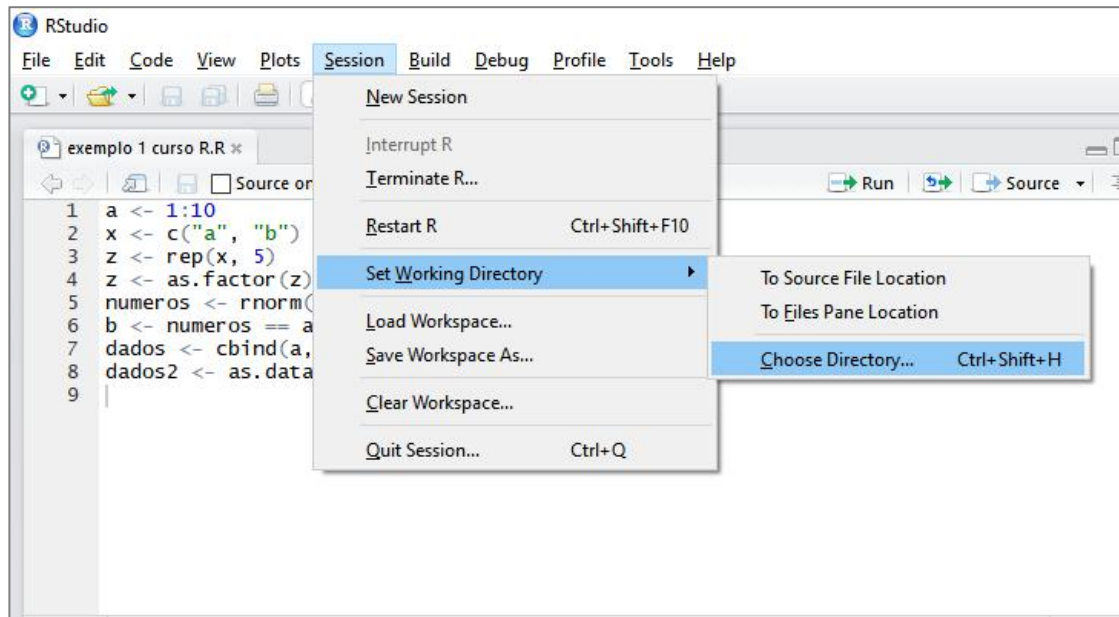 RStudio
File Edit Code View Plots Session Build Debug Profile Tools Help
exemplo 1 curso R.R
Source on
Run Source
1 a <- 1:10
2 x <- c("a", "b")
3 z <- rep(x, 5)
4 z <- as.factor(z)
5 numeros <- rnorm(
6 b <- numeros == a
7 dados <- cbind(a,
8 dados2 <- as.data
9
New Session
Interrupt R
Terminate R...
Restart R Ctrl+Shift+F10
Set Working Directory
Load Workspace...
Save Workspace As...
Clear Workspace...
Quit Session... Ctrl+Q
To Source File Location
To Files Pane Location
Choose Directory... Ctrl+Shift+H